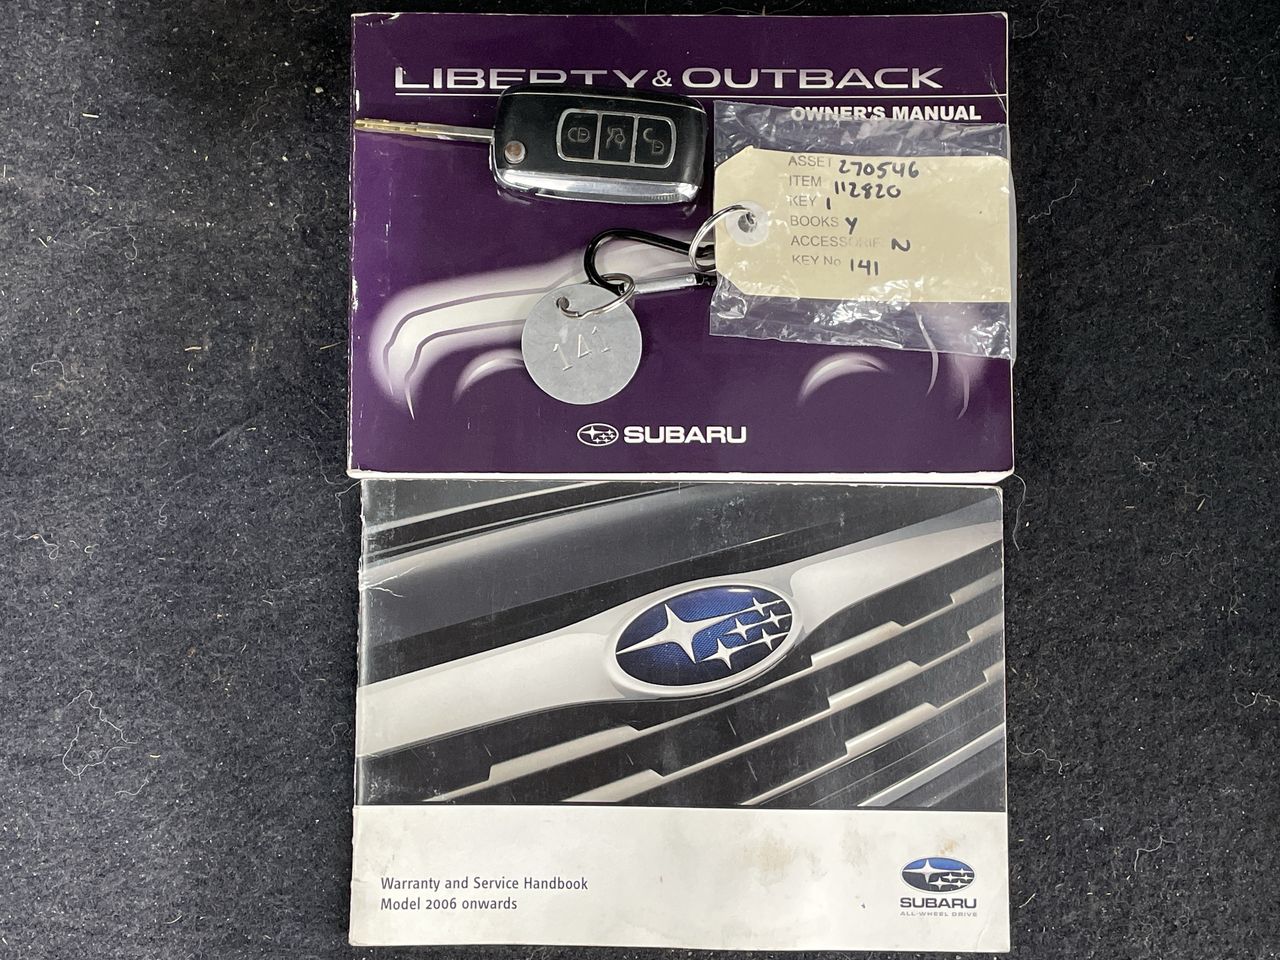 LIBERTY & OUTBACK
OWNER'S MANUAL
ASSET 270546
ITEM 112820
KEY 1
BOOKS Y
ACCESSORIE N
KEY No 141
141
SUBARU
Warranty and Service Handbook
Model 2006 onwards
SUBARU
ALL-WHEEL DRIVE